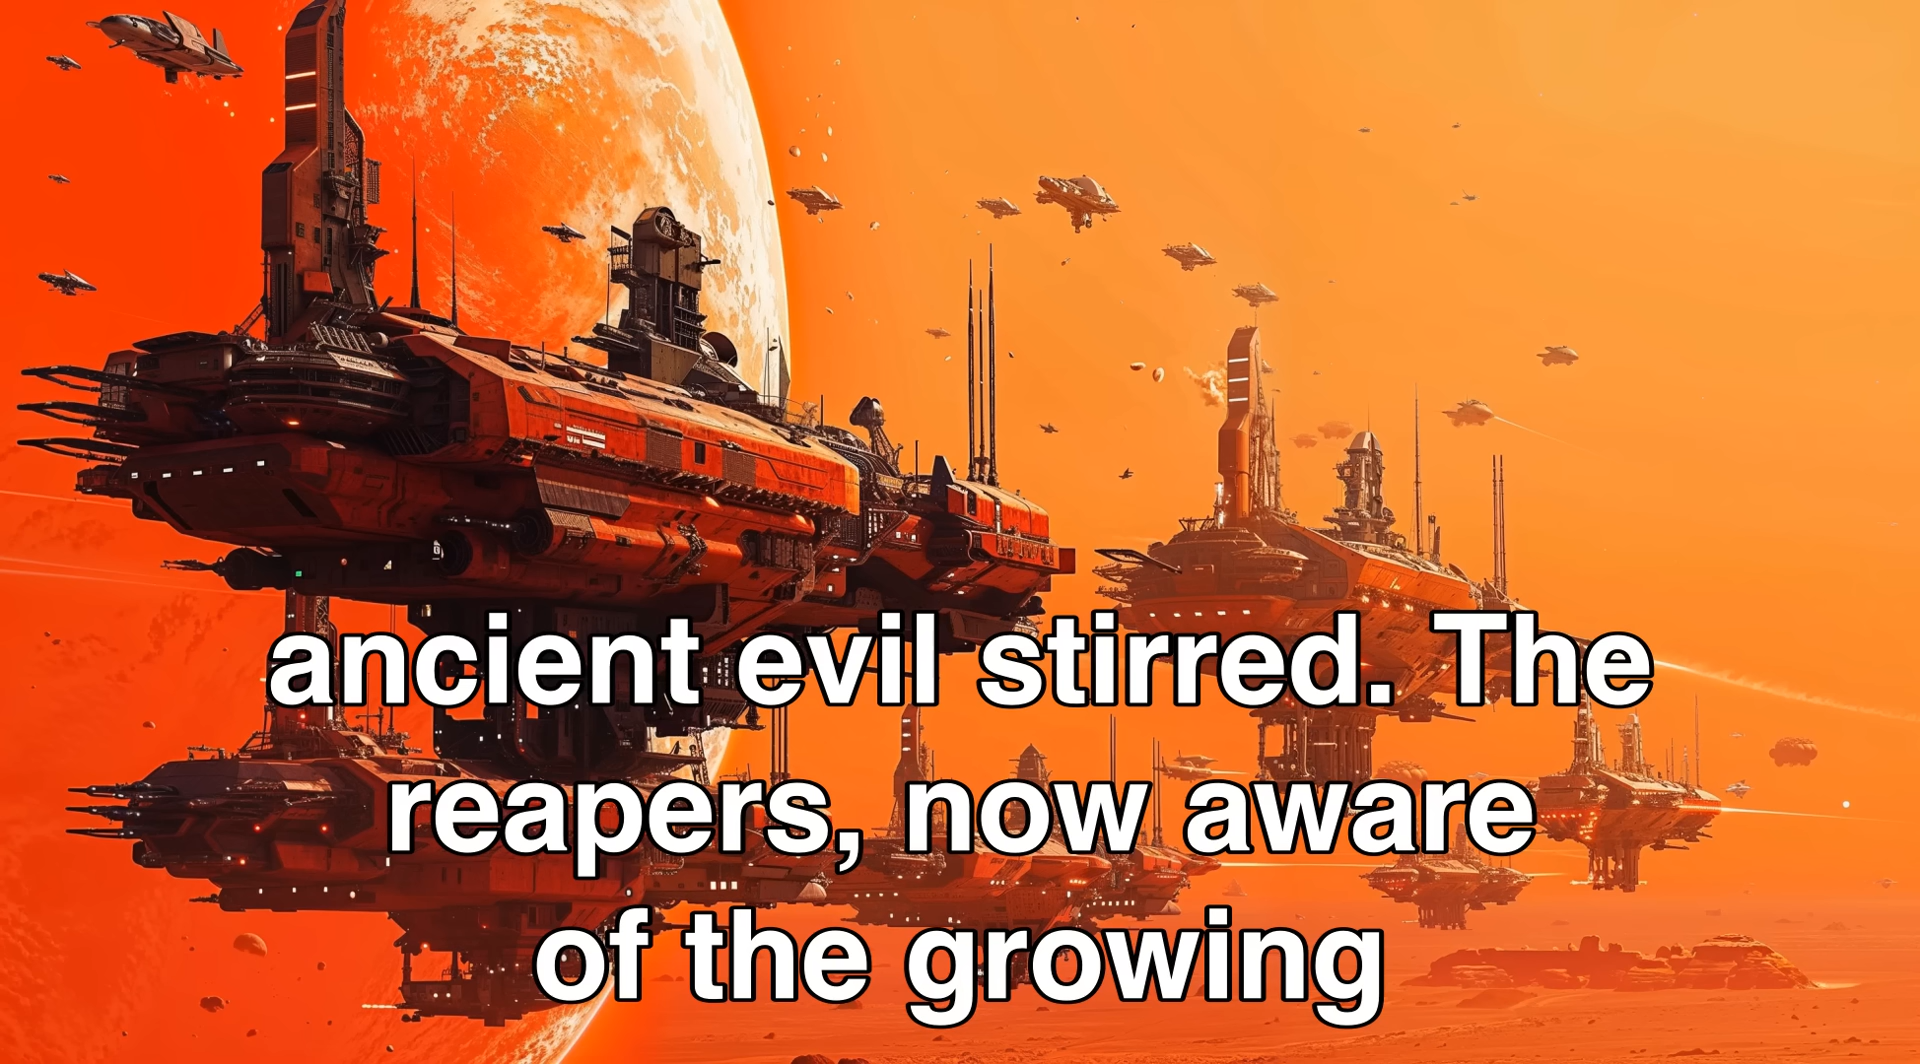 ancient evil stirred. The
reapers, now aware
of the growing